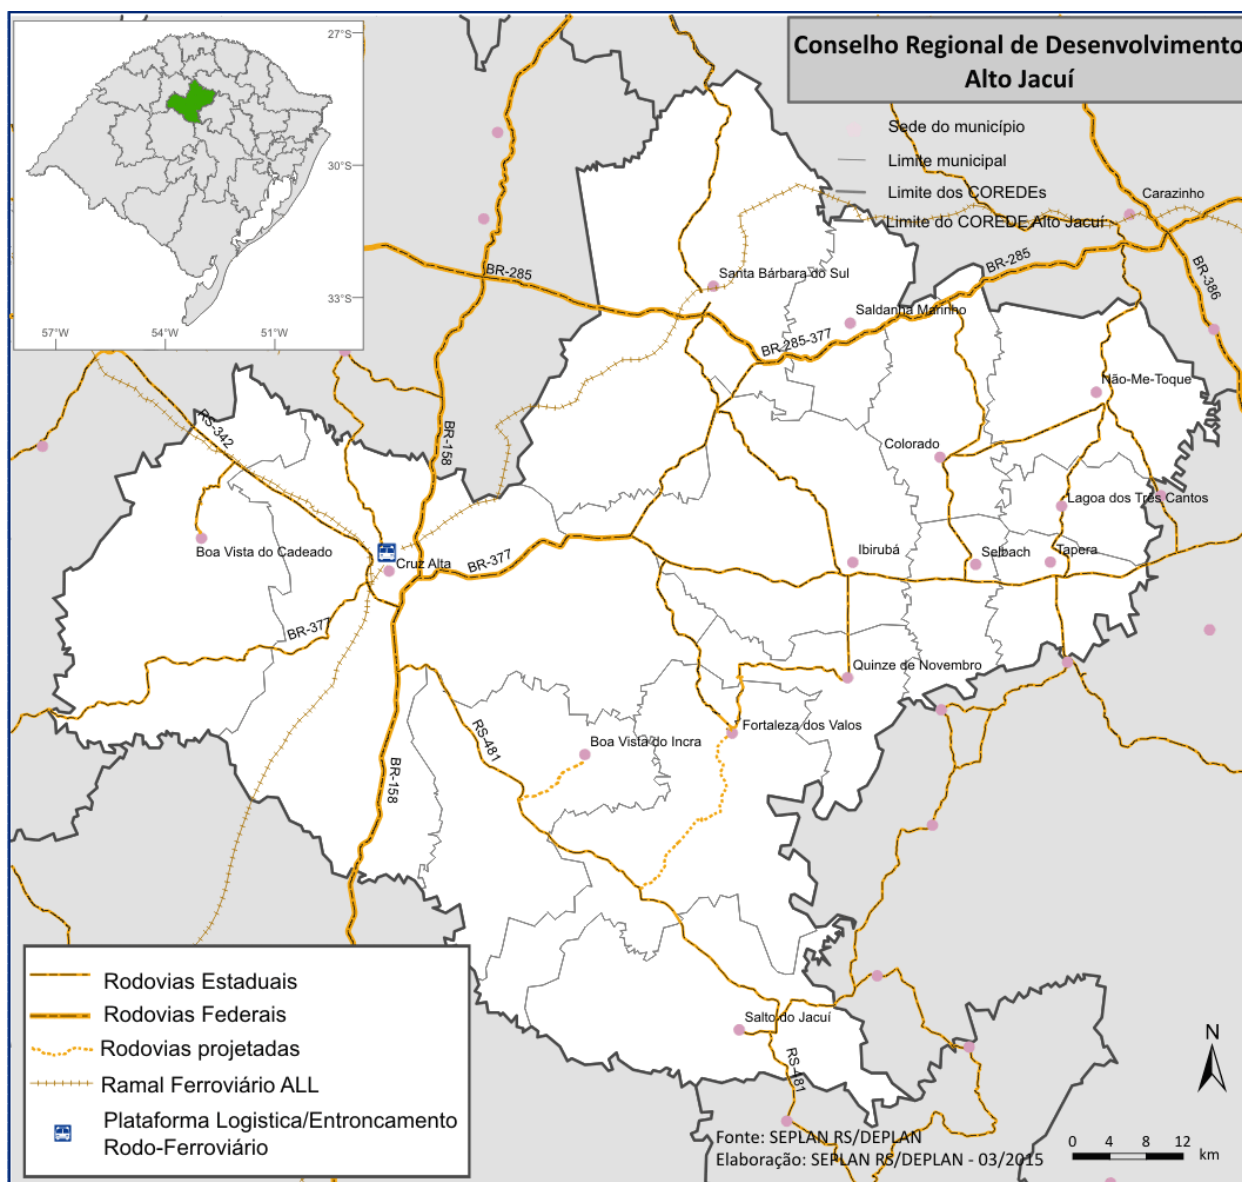 Conselho Regional de Desenvolvimento
Alto Jacuí
27°S
30°S
33°S
57°W
54°W
51°W
Sede do município
Limite municipal
Limite dos COREDEs
Limite do COREDE Alto Jacuí
Carazinho
BR-285
BR-285
BR-386
Santa Bárbara do Sul
Saldanha Marinho
BR-285-377
Não-Me-Toque
RS-342
BR-158
Colorado
Lagoa dos Três Cantos
Boa Vista do Cadeado
Cruz Alta
BR-377
Ibirubá
Selbach
Tapera
BR-377
Quinze de Novembro
RS-481
Boa Vista do Incra
Fortaleza dos Valos
BR-158
Salto do Jacuí
RS-481
Rodovias Estaduais
Rodovias Federais
Rodovias projetadas
Ramal Ferroviário ALL
Plataforma Logistica/Entroncamento
Rodo-Ferroviário
N
Fonte: SEPLAN RS/DEPLAN
Elaboração: SEPLAN RS/DEPLAN - 03/2015
0 4 8 12
km